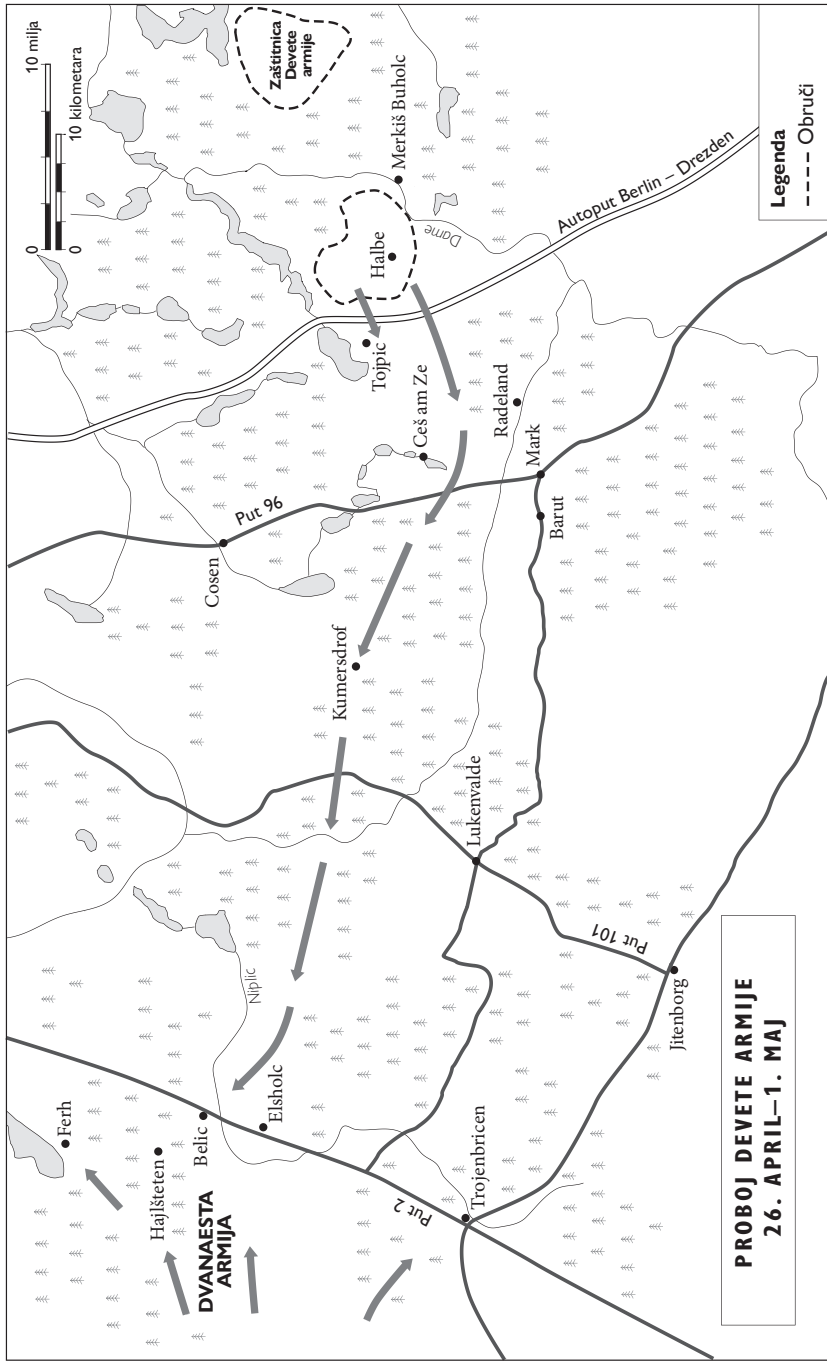 PROBOJ DEVETE ARMIJE
26. APRIL–1. MAJ
0
10 milja
0
10 kilometara
Zaštitnica
Devete
armije
Merkiš Buholc
Halbe
Dame
Autoput Berlin – Drezden
Tojpic
Ceš am Ze
Radeland
Mark
Barut
Put 96
Cosen
Kumersdrof
Lukenvalde
Put 101
Jitenborg
Niplic
Elsholc
Belic
Ferh
Hajlšteten
DVANAESTA
ARMIJA
Put 2
Trojenbricen
Legenda
Obruči